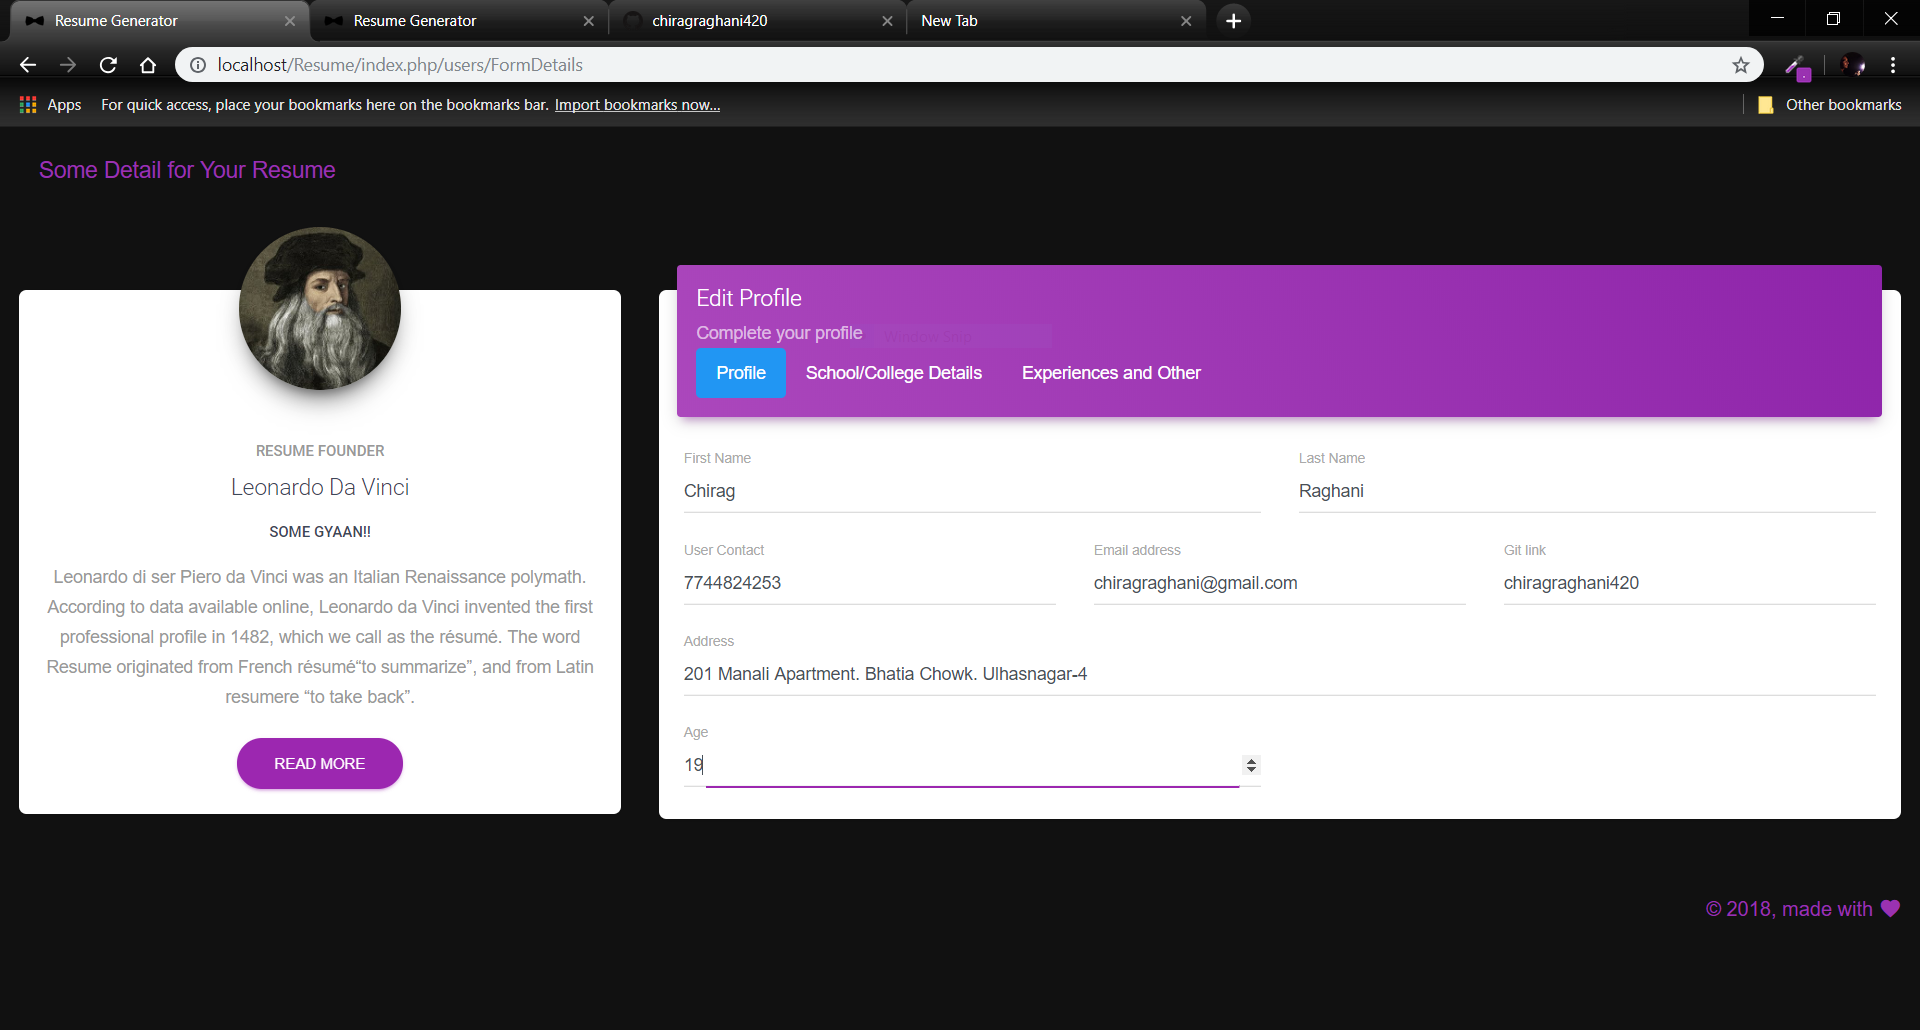 Resume Generator
Resume Generator
chiragraghani420
New Tab
localhost/Resume/index.php/users/FormDetails
Apps
For quick access, place your bookmarks here on the bookmarks bar. Import bookmarks now...
Other bookmarks
Some Detail for Your Resume
RESUME FOUNDER
Leonardo Da Vinci
SOME GYAAN!!
Leonardo di ser Piero da Vinci was an Italian Renaissance polymath.
According to data available online, Leonardo da Vinci invented the first
professional profile in 1482, which we call as the résumé. The word
Resume originated from French résumé“to summarize”, and from Latin
resumere “to take back”.
READ MORE
Edit Profile
Complete your profile
Window Snip
Profile
School/College Details
Experiences and Other
First Name
Last Name
Chirag
Raghani
User Contact
Email address
Git link
7744824253
chiragraghani@gmail.com
chiragraghani420
Address
201 Manali Apartment. Bhatia Chowk. Ulhasnagar-4
Age
19
© 2018, made with